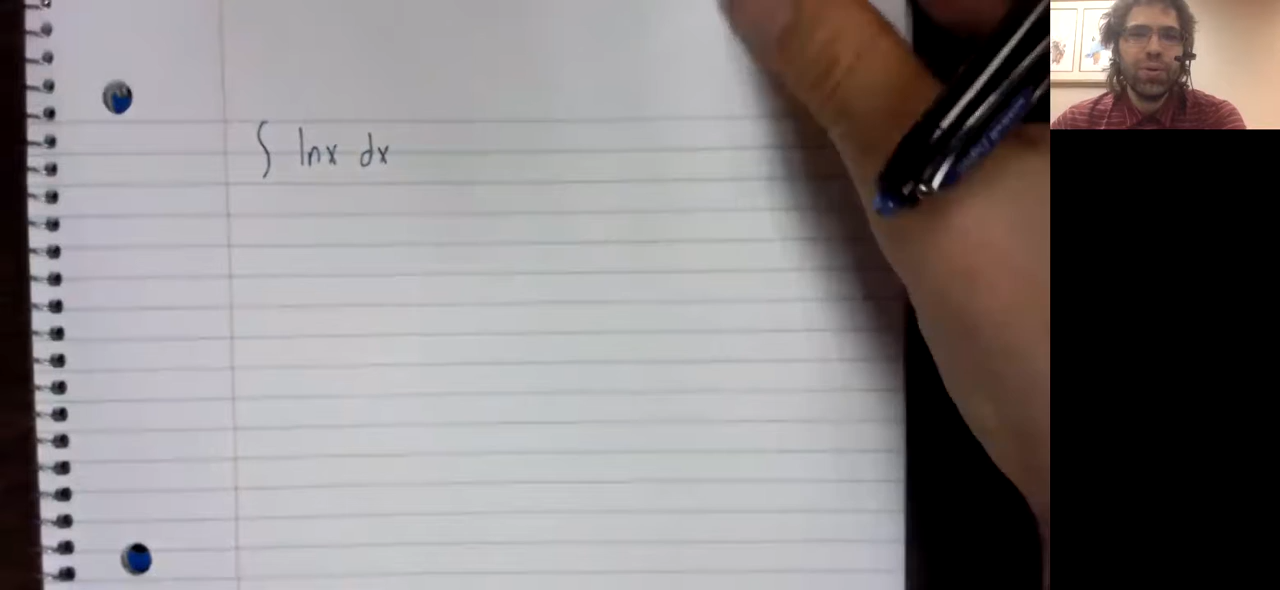 ∫ lnx dx